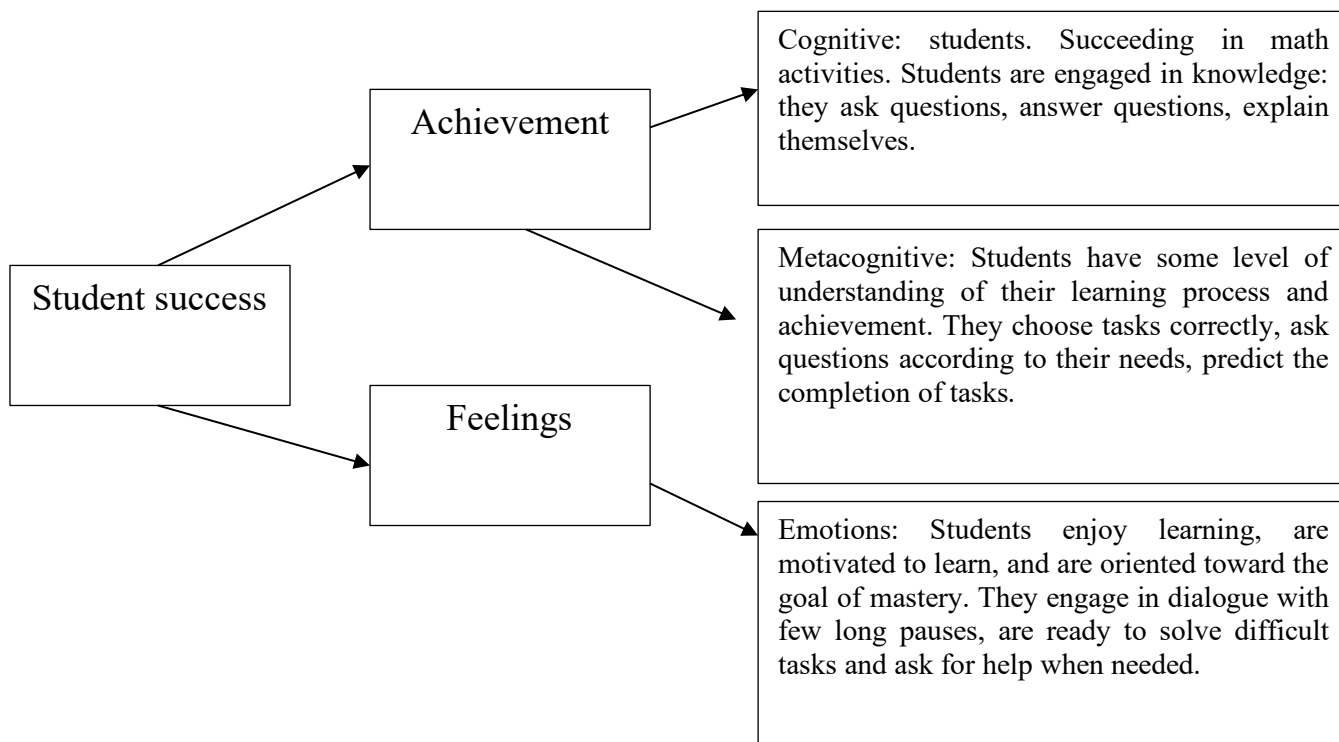 Student success
Achievement
Feelings
Cognitive: students. Succeeding in math
activities. Students are engaged in knowledge:
they ask questions, answer questions, explain
themselves.
Metacognitive: Students have some level of
understanding of their learning process and
achievement. They choose tasks correctly, ask
questions according to their needs, predict the
completion of tasks.
Emotions: Students enjoy learning, are
motivated to learn, and are oriented toward the
goal of mastery. They engage in dialogue with
few long pauses, are ready to solve difficult
tasks and ask for help when needed.